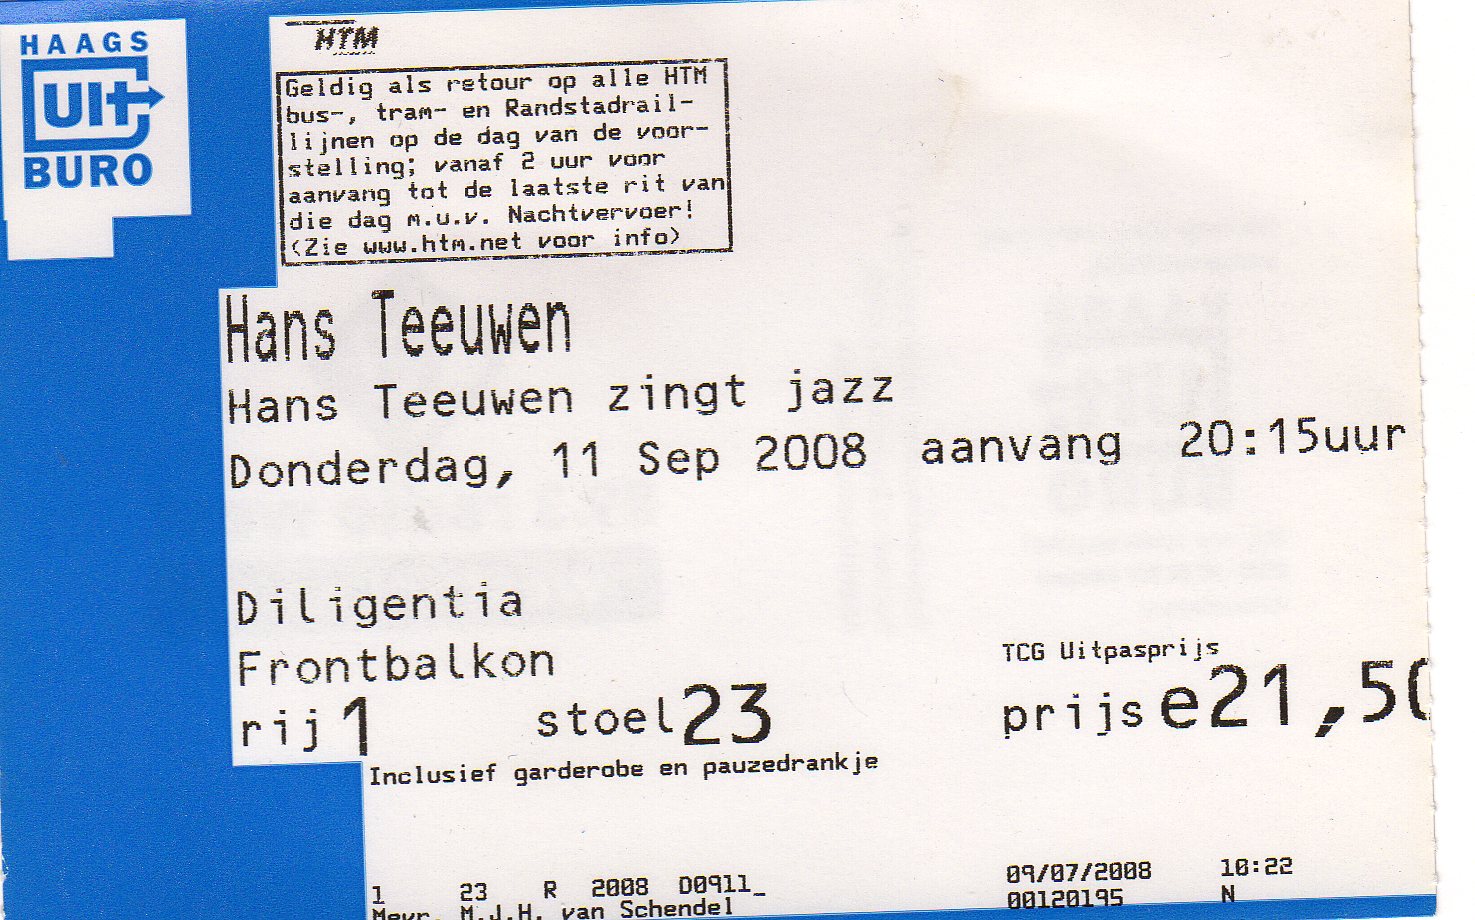 HAAGS
UIt
BURO
HTM
Geldig als retour op alle HTM
bus-, tram- en Randstadrail-
lijnen op de dag van de voor-
stelling; vanaf 2 uur voor
aanvang tot de laatste rit van
die dag m.u.v. Nachtvervoer!
(Zie www.htm.net voor info)
Hans Teeuwen
Hans Teeuwen zingt jazz
Donderdag, 11 Sep 2008 aanvang 20:15uur
Diligentia
Frontbalkon
TCG Uitpasprijs
rij 1 stoel 23 prijs e21,50
Inclusief garderobe en pauzedrankje
1 23 R 2008 D0911_ 09/07/2008 10:22
Mevr. M.J.H. van Schendel 00120195 N